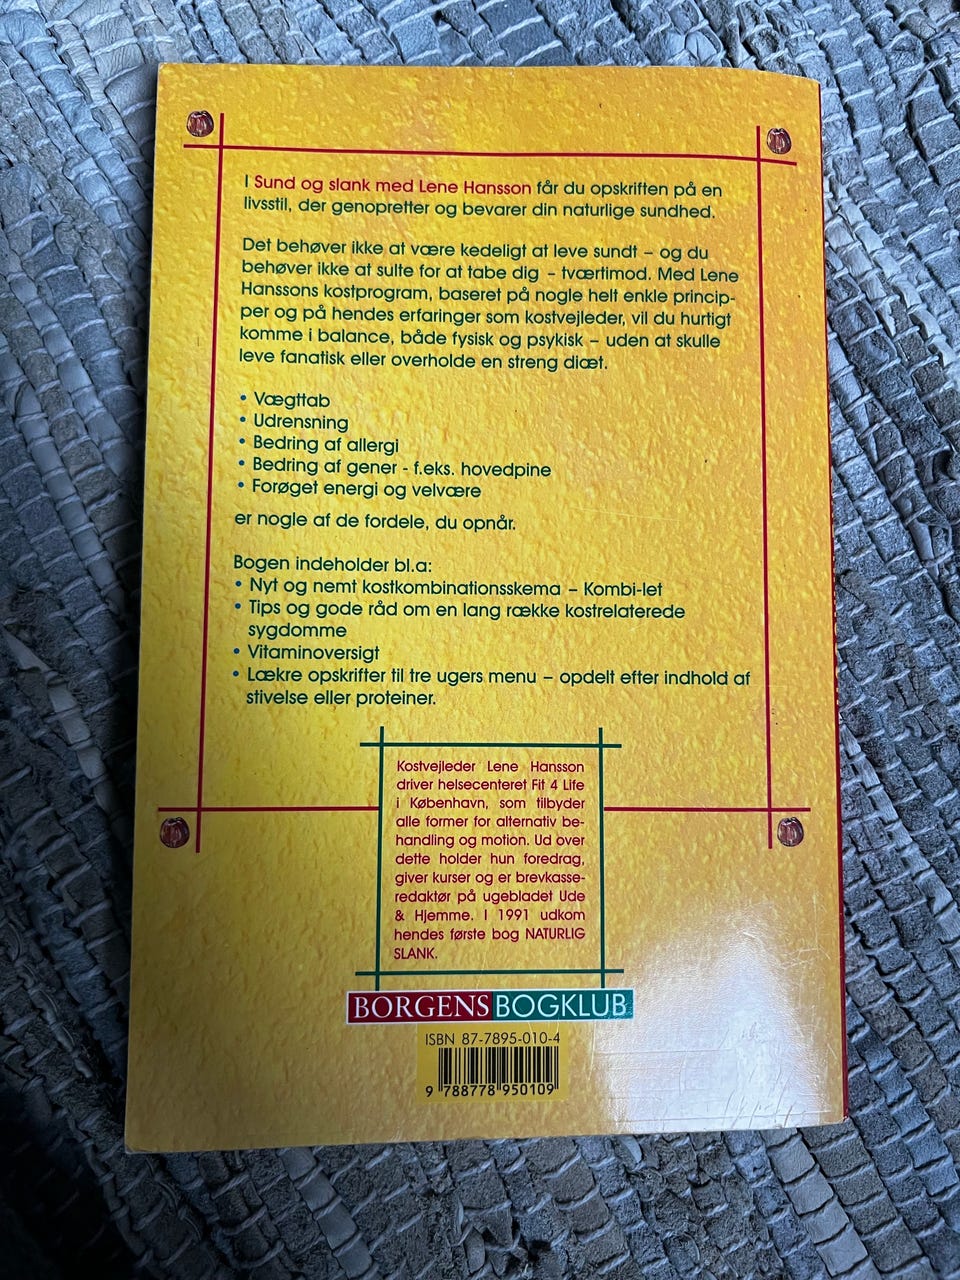 I Sund og slank med Lene Hansson får du opskriften på en
livsstil, der genopretter og bevarer din naturlige sundhed.
Det behøver ikke at være kedeligt at leve sundt – og du
behøver ikke at sulte for at tabe dig – tværtimod. Med Lene
Hanssons kostprogram, baseret på nogle helt enkle princip-
per og på hendes erfaringer som kostvejleder, vil du hurtigt
komme i balance, både fysisk og psykisk – uden at skulle
leve fanatisk eller overholde en streng diæt.
• Vægttab
• Udrensning
• Bedring af allergi
• Bedring af gener - f.eks. hovedpine
• Forøget energi og velvære
er nogle af de fordele, du opnår.
Bogen indeholder bl.a:
• Nyt og nemt kostkombinationsskema – Kombi-let
• Tips og gode råd om en lang række kostrelaterede
sygdomme
• Vitaminoversigt
• Lækre opskrifter til tre ugers menu – opdelt efter indhold af
stivelse eller proteiner.
Kostvejleder Lene Hansson
driver helsecenteret Fit 4 Life
i København, som tilbyder
alle former for alternativ be-
handling og motion. Ud over
dette holder hun foredrag,
giver kurser og er brevkasse-
redaktør på ugebladet Ude
& Hjemme. I 1991 udkom
hendes første bog NATURLIG
SLANK.
BORGENS BOGKLUB
ISBN 87-7895-010-4
9 788778 950109